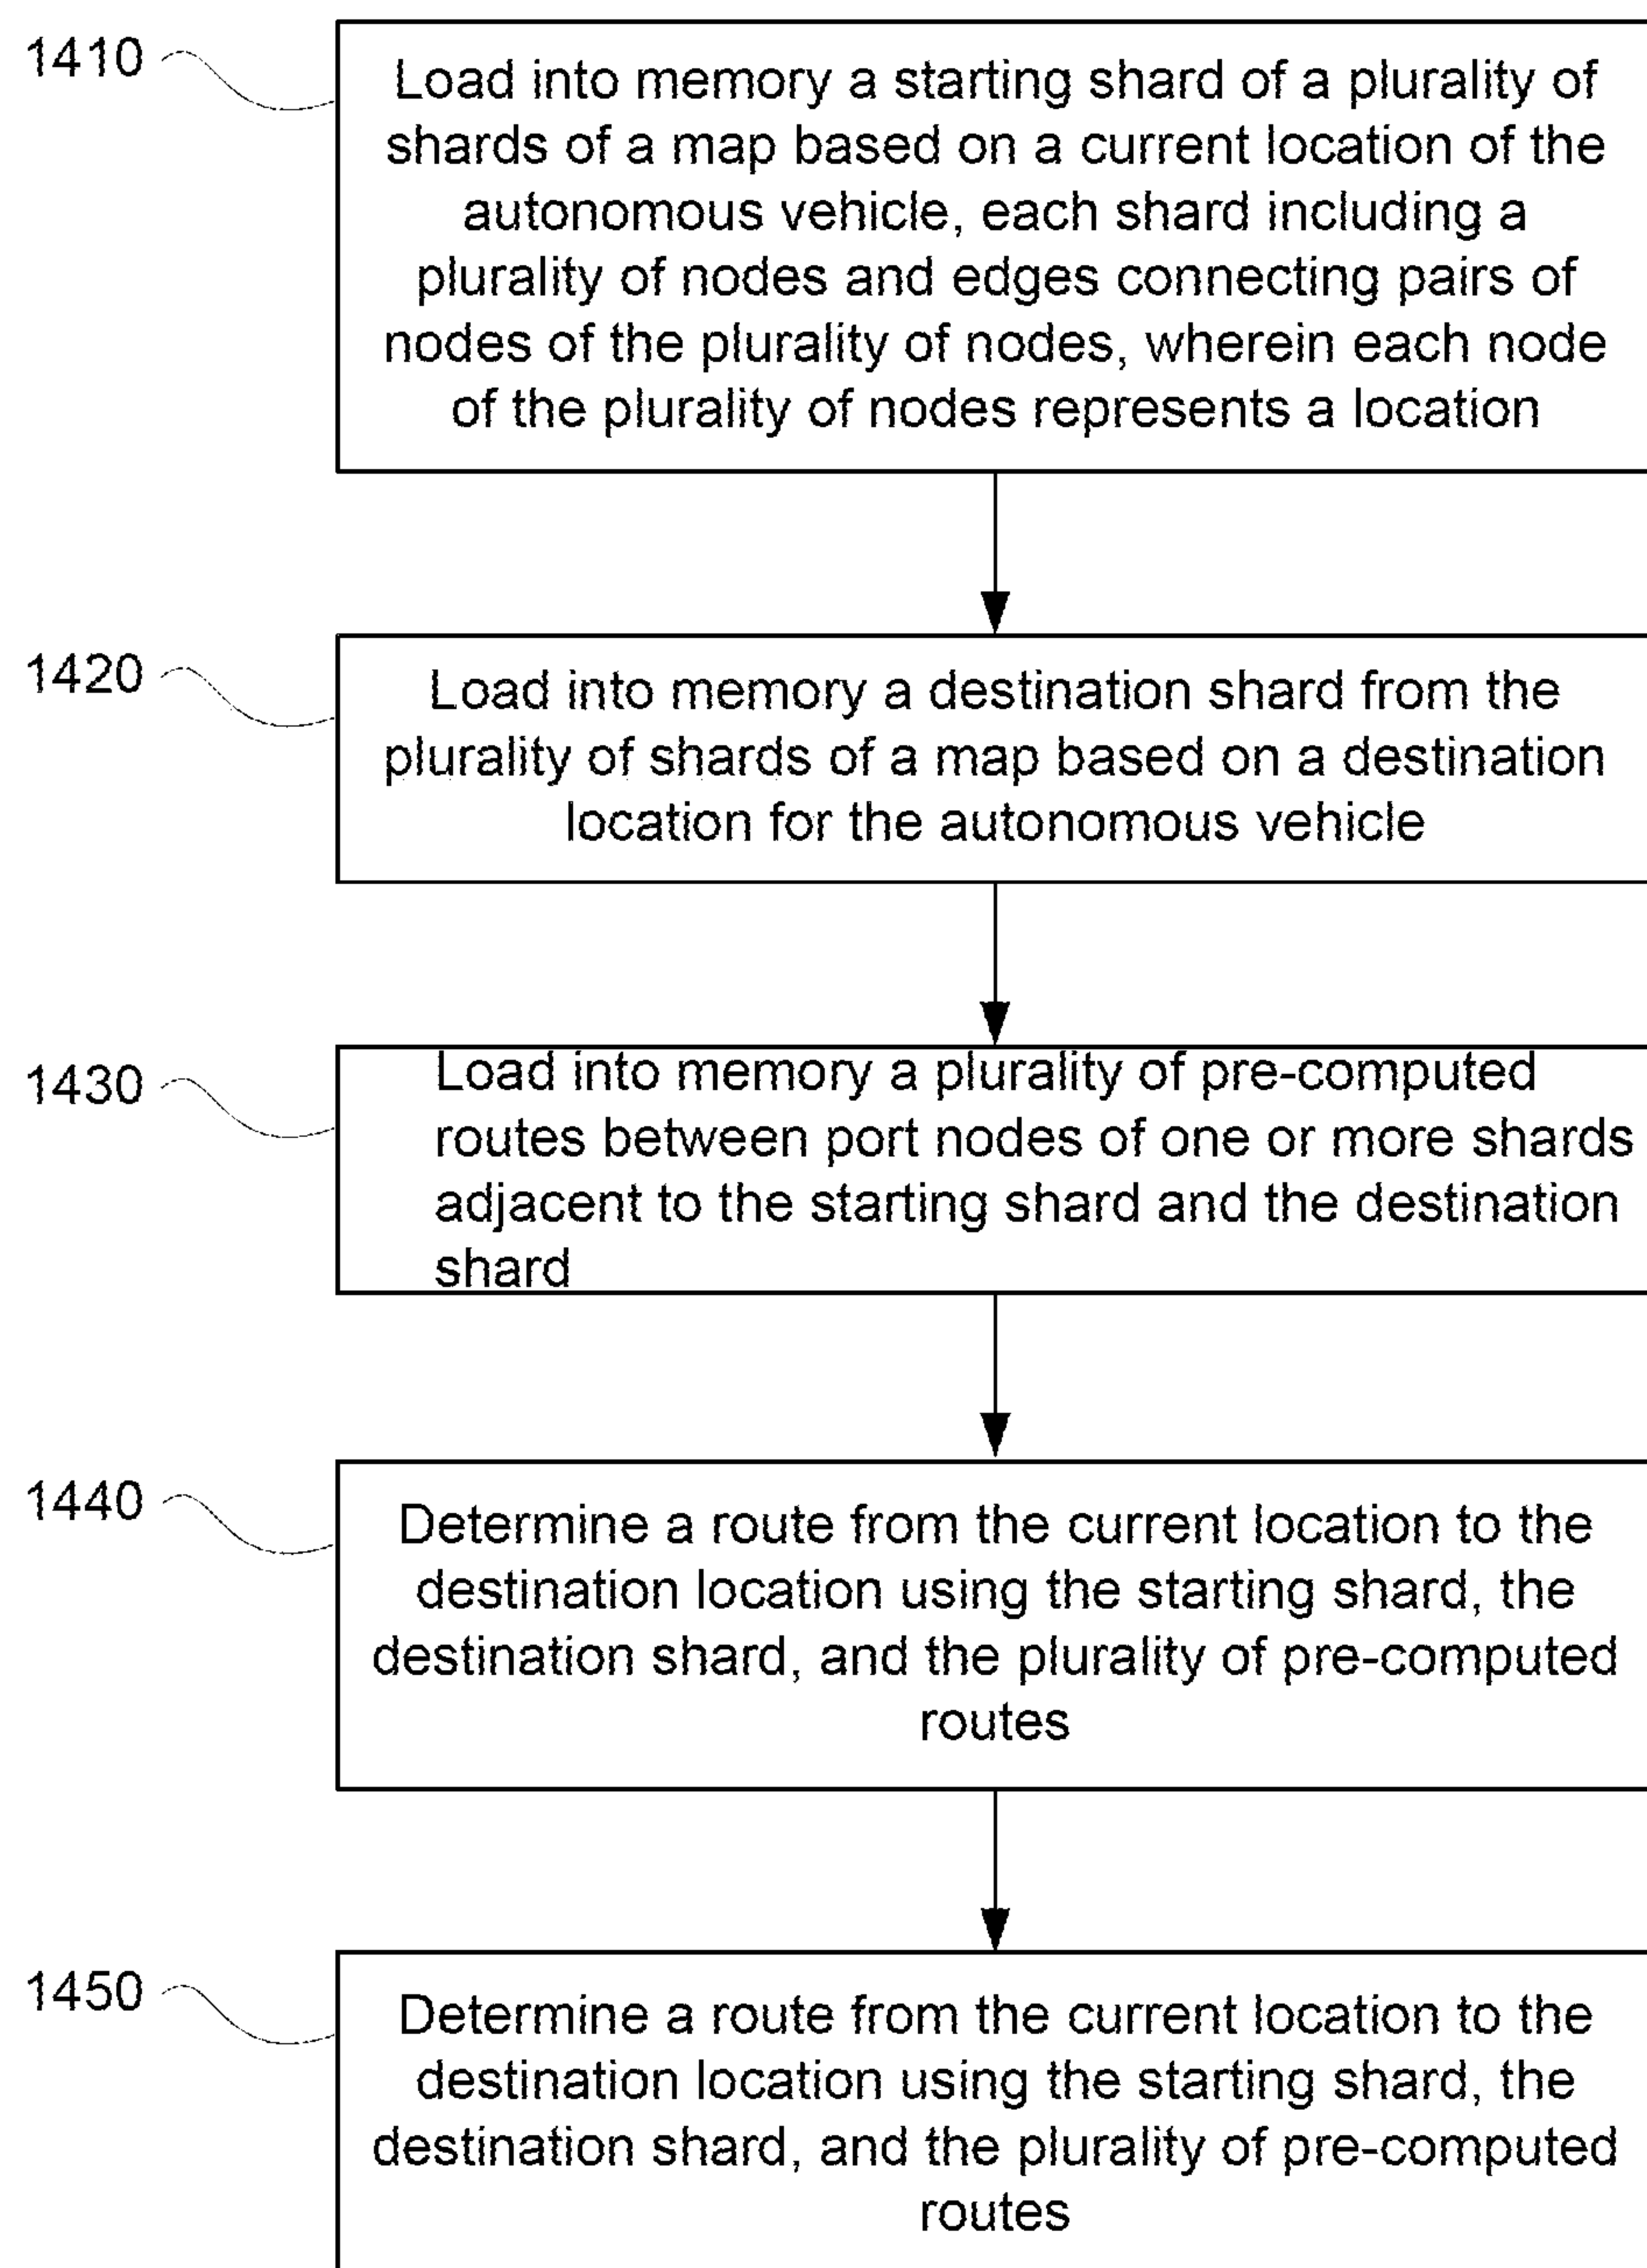 1410
Load into memory a starting shard of a plurality of
shards of a map based on a current location of the
autonomous vehicle, each shard including a
plurality of nodes and edges connecting pairs of
nodes of the plurality of nodes, wherein each node
of the plurality of nodes represents a location
1420
Load into memory a destination shard from the
plurality of shards of a map based on a destination
location for the autonomous vehicle
1430
Load into memory a plurality of pre-computed
routes between port nodes of one or more shards
adjacent to the starting shard and the destination
shard
1440
Determine a route from the current location to the
destination location using the starting shard, the
destination shard, and the plurality of pre-computed
routes
1450
Determine a route from the current location to the
destination location using the starting shard, the
destination shard, and the plurality of pre-computed
routes